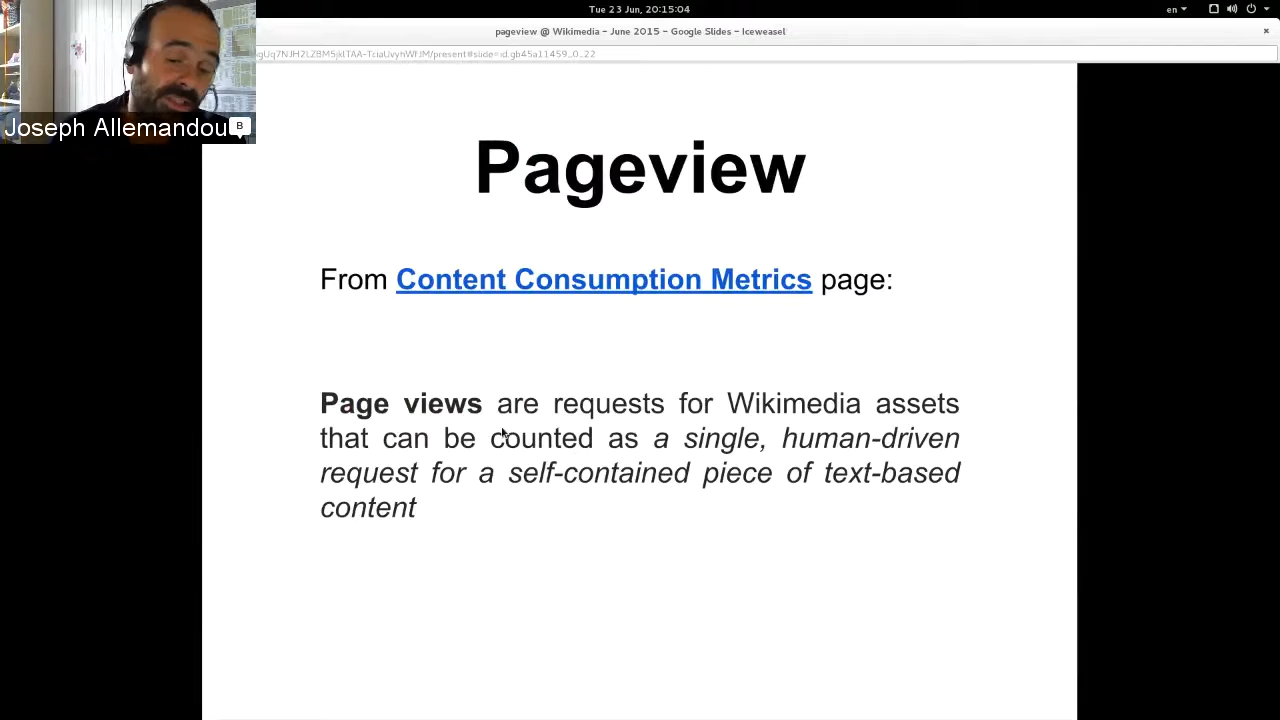 Tue 23 Jun, 20:15:04
en
pageview @ Wikimedia – June 2015 – Google Slides – Iceweasel
Joseph Allemandou
B
Pageview
From Content Consumption Metrics page:
Page views are requests for Wikimedia assets
that can be counted as a single, human-driven
request for a self-contained piece of text-based
content